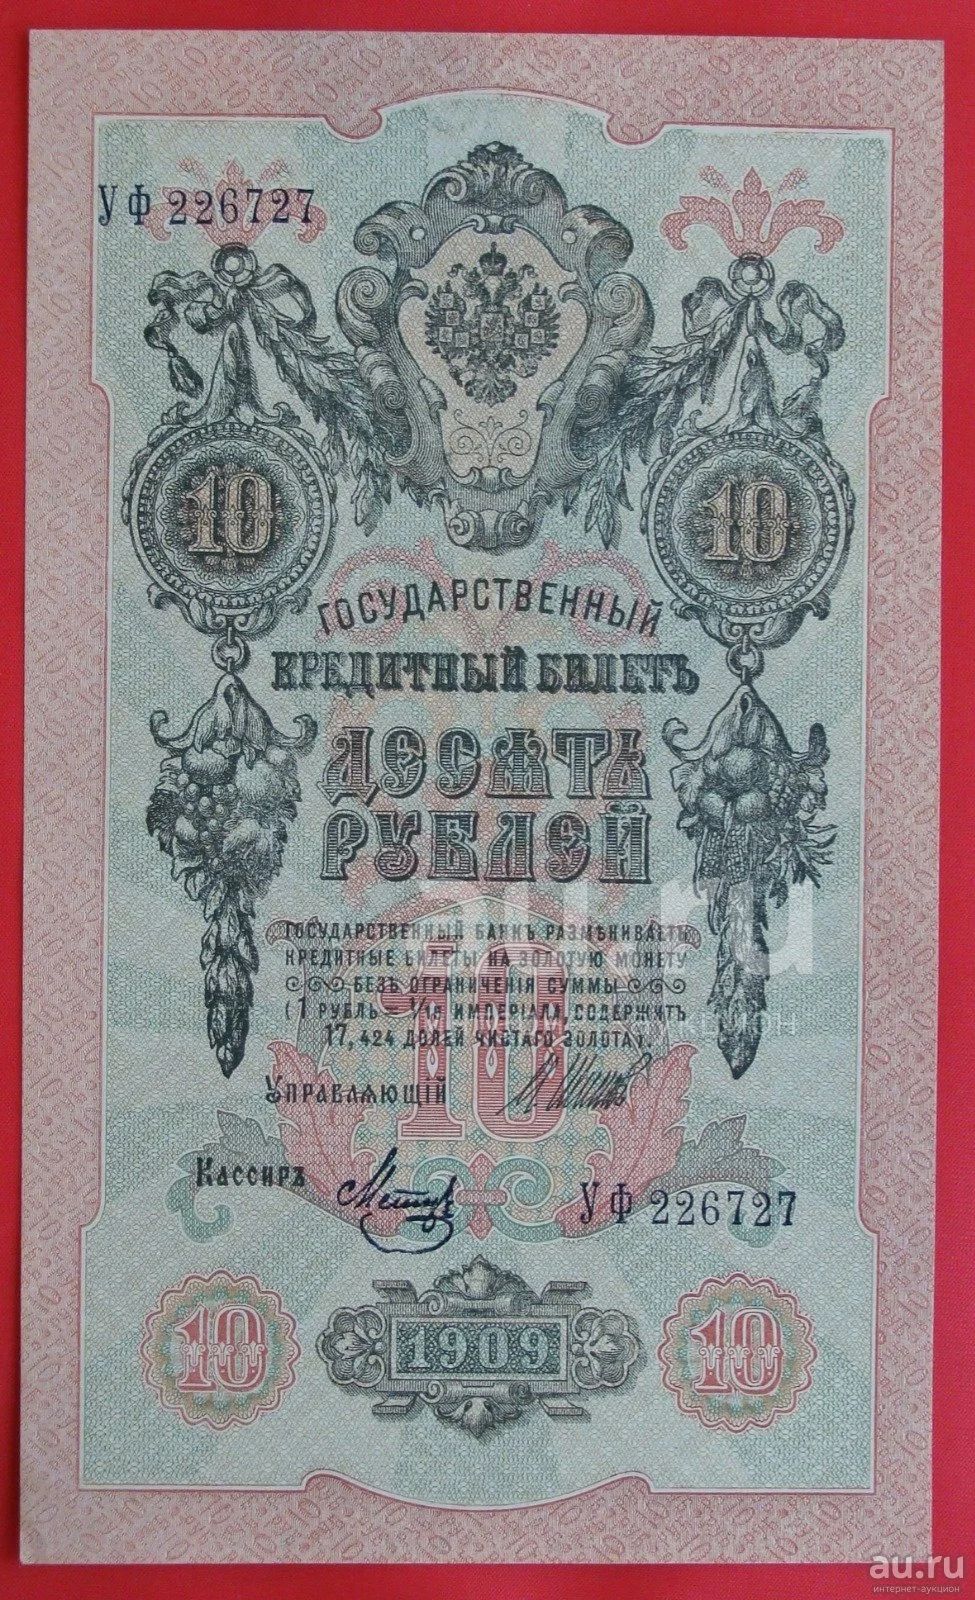 УФ 226727
10 10
ГОСУДАРСТВЕННЫЙ
КРЕДИТНЫЙ БИЛЕТЪ
ДЕСЯТЬ
РУБЛЕЙ
ГОСУДАРСТВЕННЫЙ БАНКЪ РАЗМѢНИВАЕТЪ
КРЕДИТНЫЕ БИЛЕТЫ НА ЗОЛОТУЮ МОНЕТУ
БЕЗЪ ОГРАНИЧЕНІЯ СУММЫ
(1 РУБЛЬ = 1/15 ИМПЕРІАЛА, СОДЕРЖИТЪ
17,424 ДОЛЕЙ ЧИСТАГО ЗОЛОТА).
10
УПРАВЛЯЮЩІЙ
КАССИРЪ
УФ 226727
10 1909 10
au.ru
интернет-аукцион